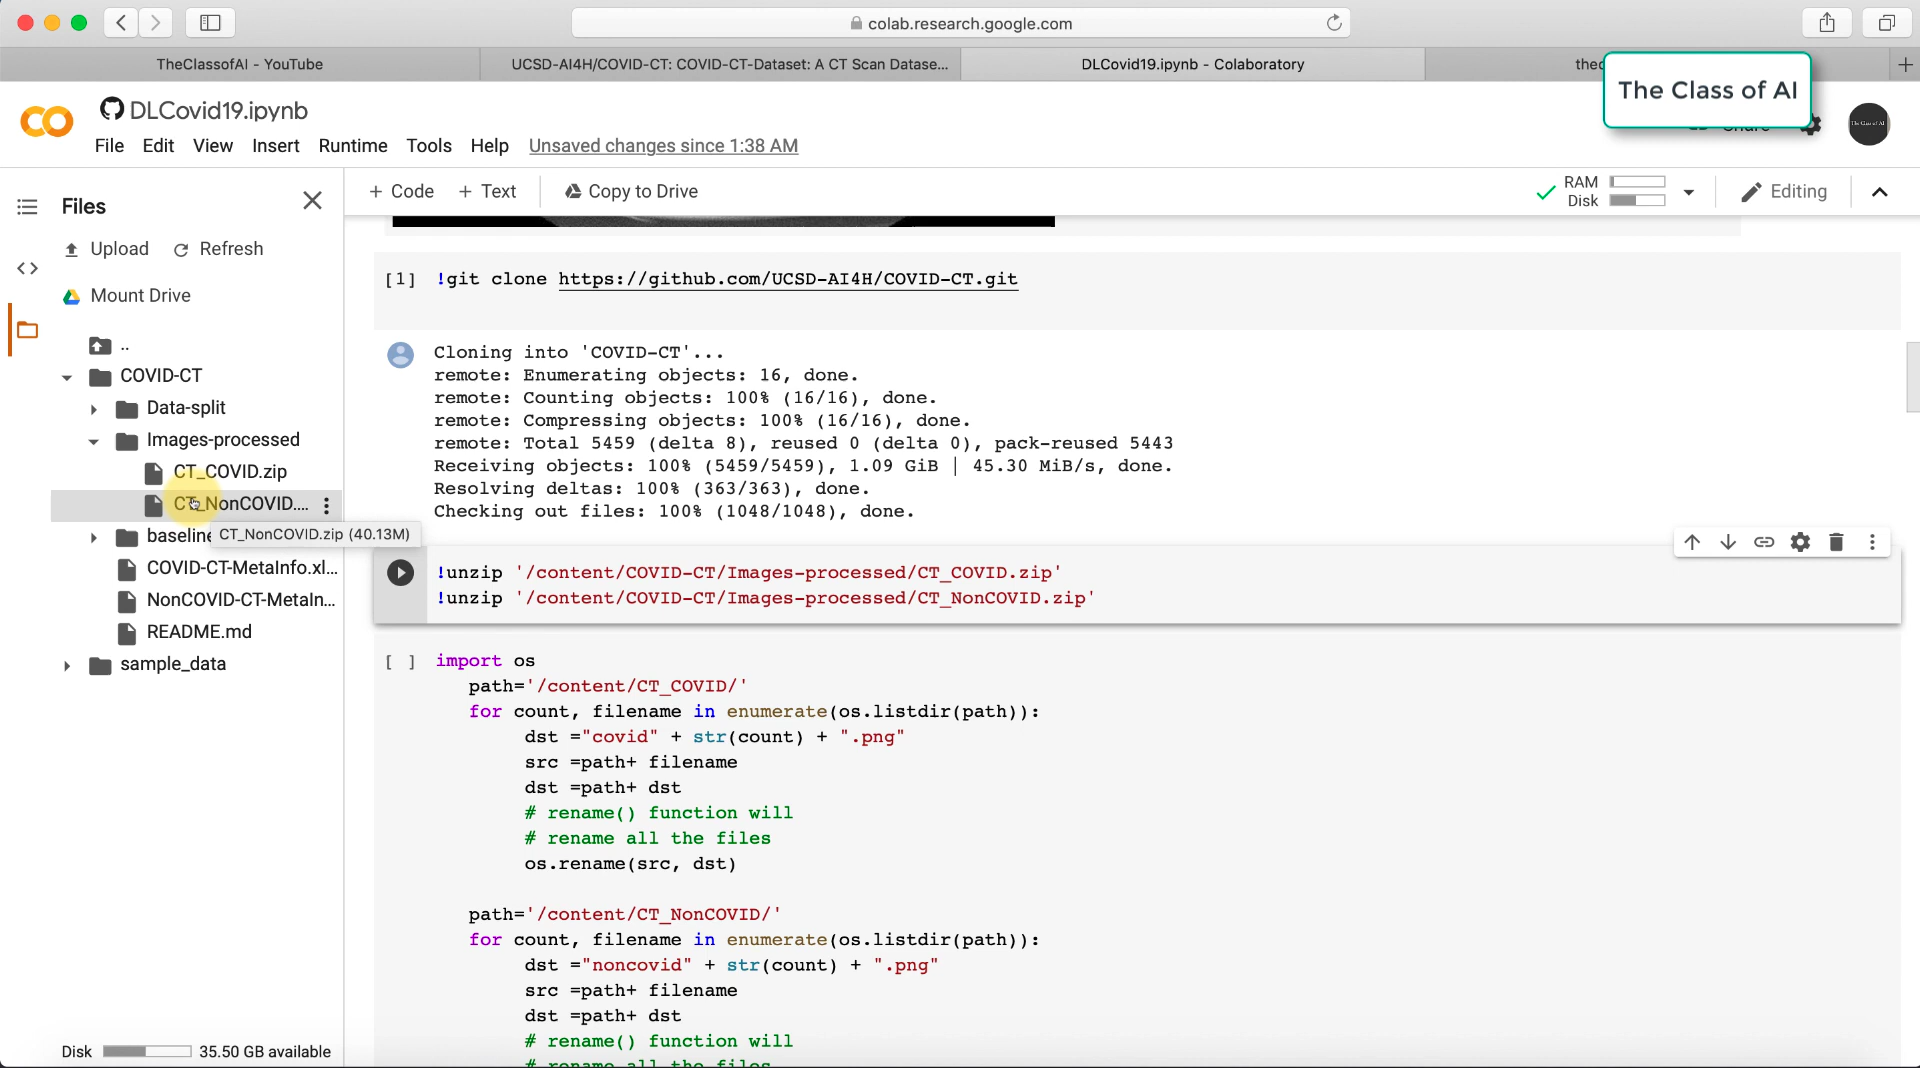 colab.research.google.com
TheClassofAI - YouTube
UCSD-AI4H/COVID-CT: COVID-CT-Dataset: A CT Scan Datase...
DLCovid19.ipynb - Colaboratory
The Class of AI
DLCovid19.ipynb
File Edit View Insert Runtime Tools Help Unsaved changes since 1:38 AM
Share
Files
+ Code + Text Copy to Drive
RAM
Disk
Editing
Upload Refresh
Mount Drive
..
COVID-CT
Data-split
Images-processed
CT_COVID.zip
CT_NonCOVID....
CT_NonCOVID.zip (40.13M)
baseline
COVID-CT-MetaInfo.xl...
NonCOVID-CT-MetaIn...
README.md
sample_data
Disk 35.50 GB available
[1] !git clone https://github.com/UCSD-AI4H/COVID-CT.git
Cloning into 'COVID-CT'...
remote: Enumerating objects: 16, done.
remote: Counting objects: 100% (16/16), done.
remote: Compressing objects: 100% (16/16), done.
remote: Total 5459 (delta 8), reused 0 (delta 0), pack-reused 5443
Receiving objects: 100% (5459/5459), 1.09 GiB | 45.30 MiB/s, done.
Resolving deltas: 100% (363/363), done.
Checking out files: 100% (1048/1048), done.
!unzip '/content/COVID-CT/Images-processed/CT_COVID.zip'
!unzip '/content/COVID-CT/Images-processed/CT_NonCOVID.zip'
[ ] import os
path='/content/CT_COVID/'
for count, filename in enumerate(os.listdir(path)):
dst ="covid" + str(count) + ".png"
src =path+ filename
dst =path+ dst
# rename() function will
# rename all the files
os.rename(src, dst)
path='/content/CT_NonCOVID/'
for count, filename in enumerate(os.listdir(path)):
dst ="noncovid" + str(count) + ".png"
src =path+ filename
dst =path+ dst
# rename() function will
# rename all the files